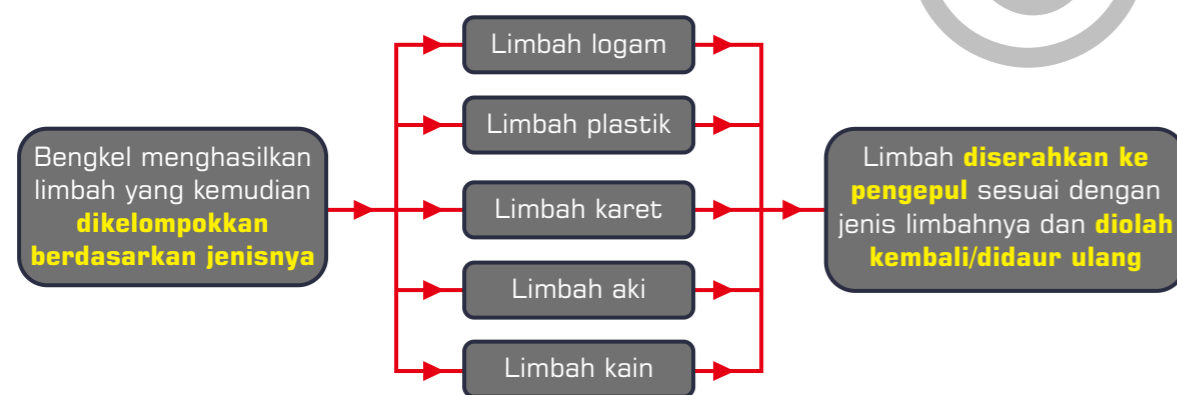 Bengkel menghasilkan
limbah yang kemudian
dikelompokkan
berdasarkan jenisnya
Limbah logam
Limbah plastik
Limbah karet
Limbah aki
Limbah kain
Limbah diserahkan ke
pengepul sesuai dengan
jenis limbahnya dan diolah
kembali/didaur ulang